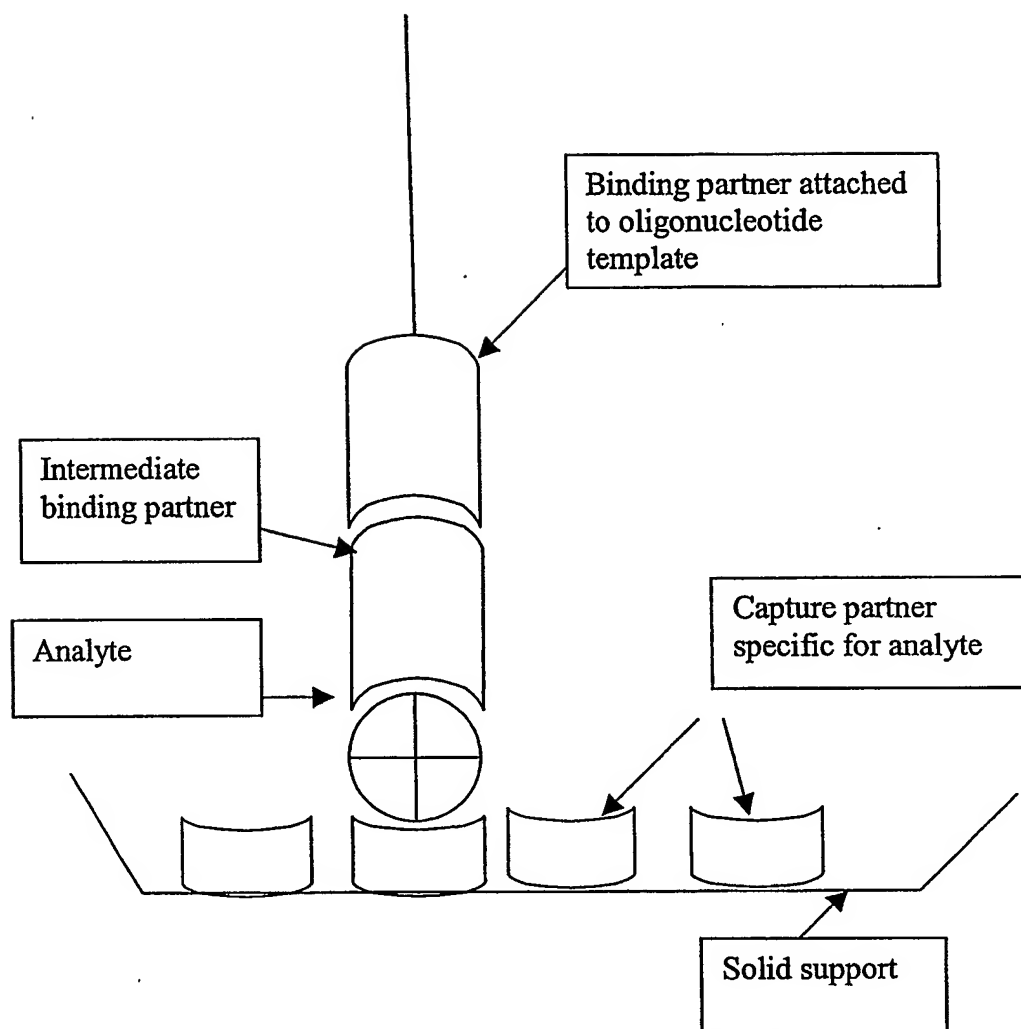 Binding partner attached
to oligonucleotide
template
Intermediate
binding partner
Analyte
Capture partner
specific for analyte
Solid support